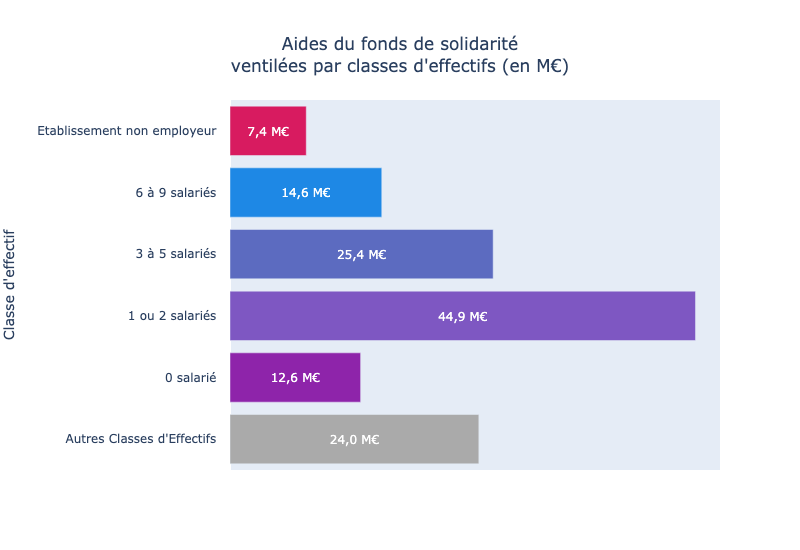 Aides du fonds de solidarité
ventilées par classes d'effectifs (en M€)
Classe d'effectif
Etablissement non employeur
7,4 M€
6 à 9 salariés
14,6 M€
3 à 5 salariés
25,4 M€
1 ou 2 salariés
44,9 M€
0 salarié
12,6 M€
Autres Classes d'Effectifs
24,0 M€